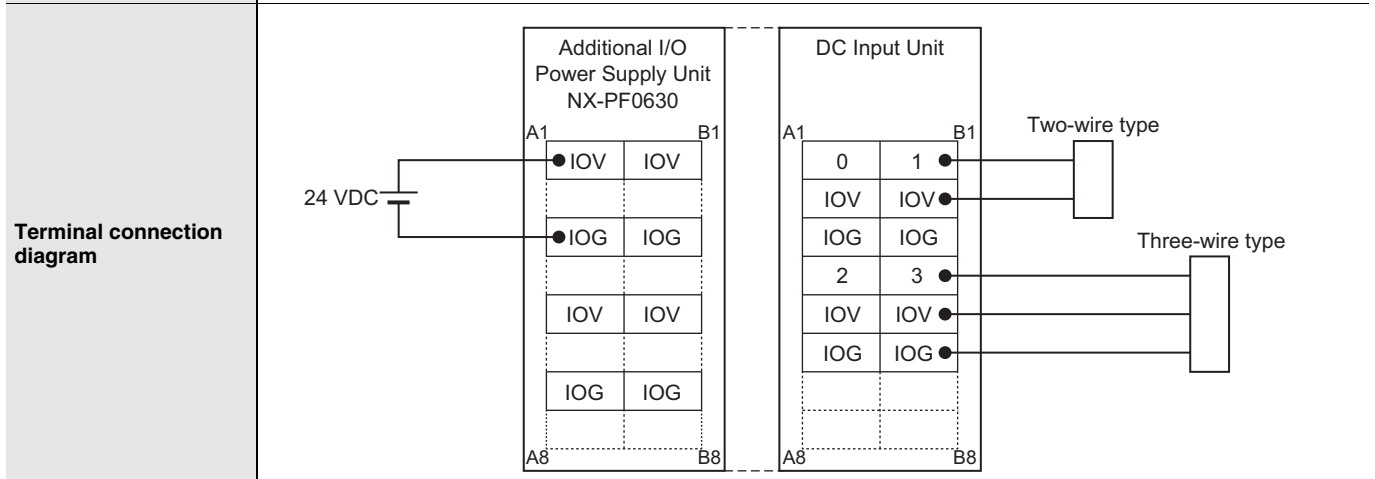 Terminal connection
diagram
24 VDC
Additional I/O
Power Supply Unit
NX-PF0630
A1 B1
IOV IOV
IOG IOG
IOV IOV
IOG IOG
A8 B8
DC Input Unit
A1 B1
0 1
IOV IOV
IOG IOG
2 3
IOV IOV
IOG IOG
A8 B8
Two-wire type
Three-wire type